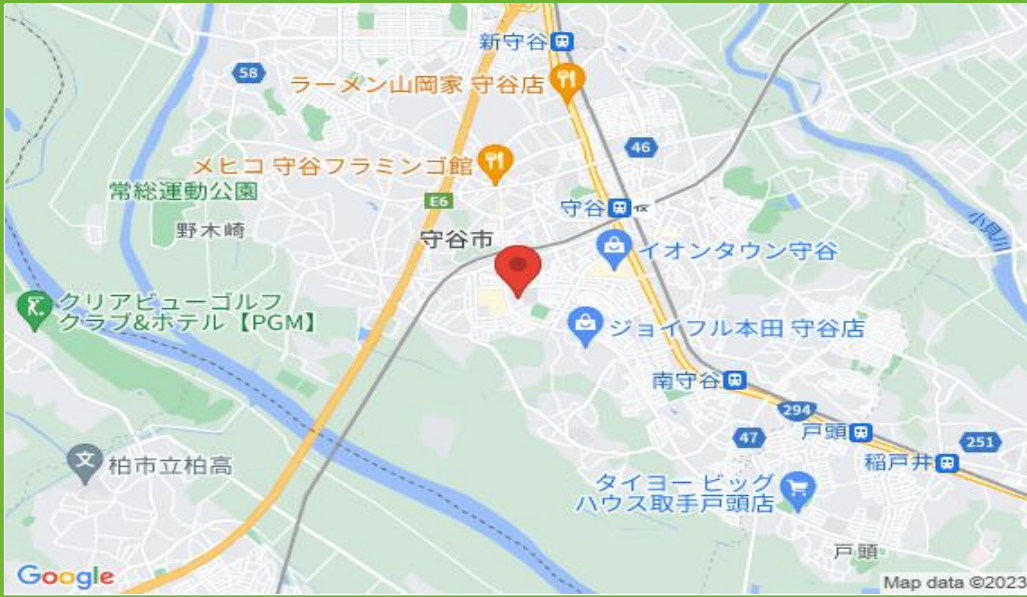 新守谷
58
ラーメン山岡家 守谷店
46
メヒコ 守谷フラミンゴ館
常総運動公園
E6
守谷
野木崎
守谷市
小貝川
イオンタウン守谷
クリアビューゴルフ
クラブ&ホテル【PGM】
ジョイフル本田 守谷店
南守谷
294
戸頭
47
251
稲戸井
柏市立柏高
タイヨー ビッグ
ハウス取手戸頭店
戸頭
Google
Map data ©2023